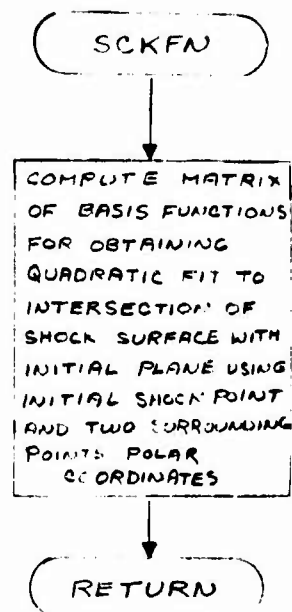 SCKFN
COMPUTE MATRIX
OF BASIS FUNCTIONS
FOR OBTAINING
QUADRATIC FIT TO
INTERSECTION OF
SHOCK SURFACE WITH
INITIAL PLANE USING
INITIAL SHOCK POINT
AND TWO SURROUNDING
POINTS POLAR
COORDINATES
RETURN